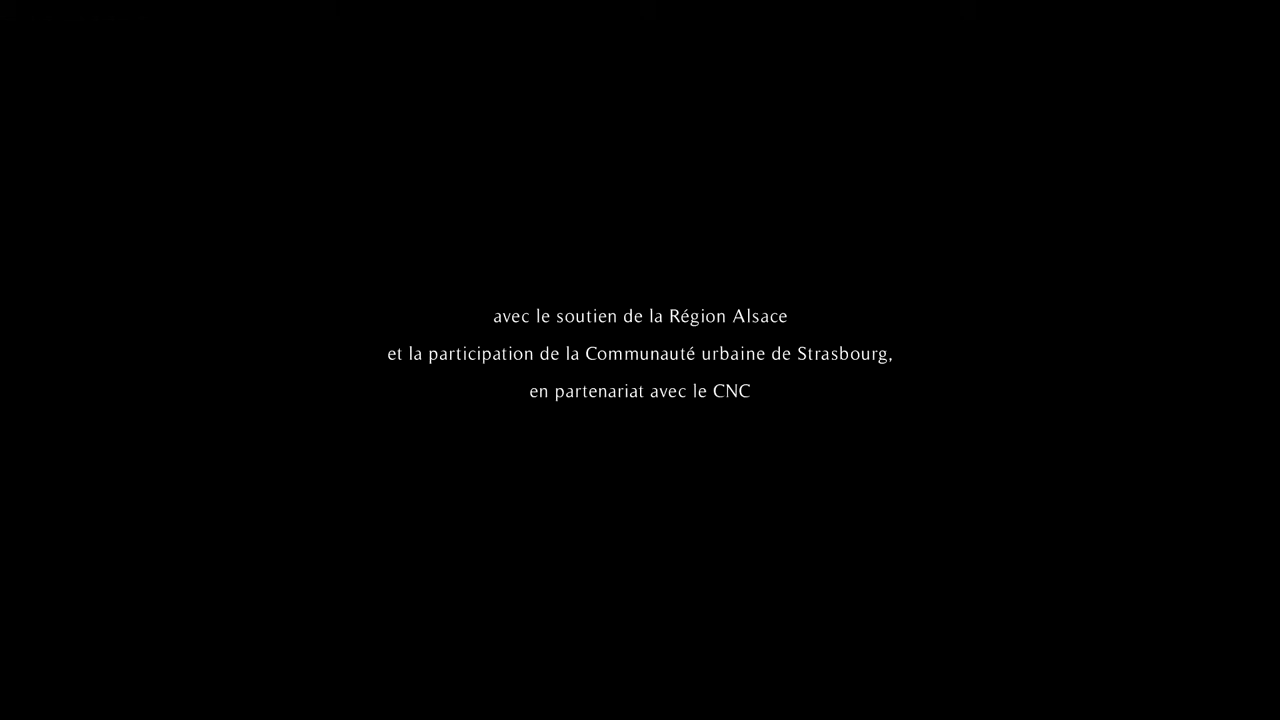 avec le soutien de la Région Alsace
et la participation de la Communauté urbaine de Strasbourg,
en partenariat avec le CNC